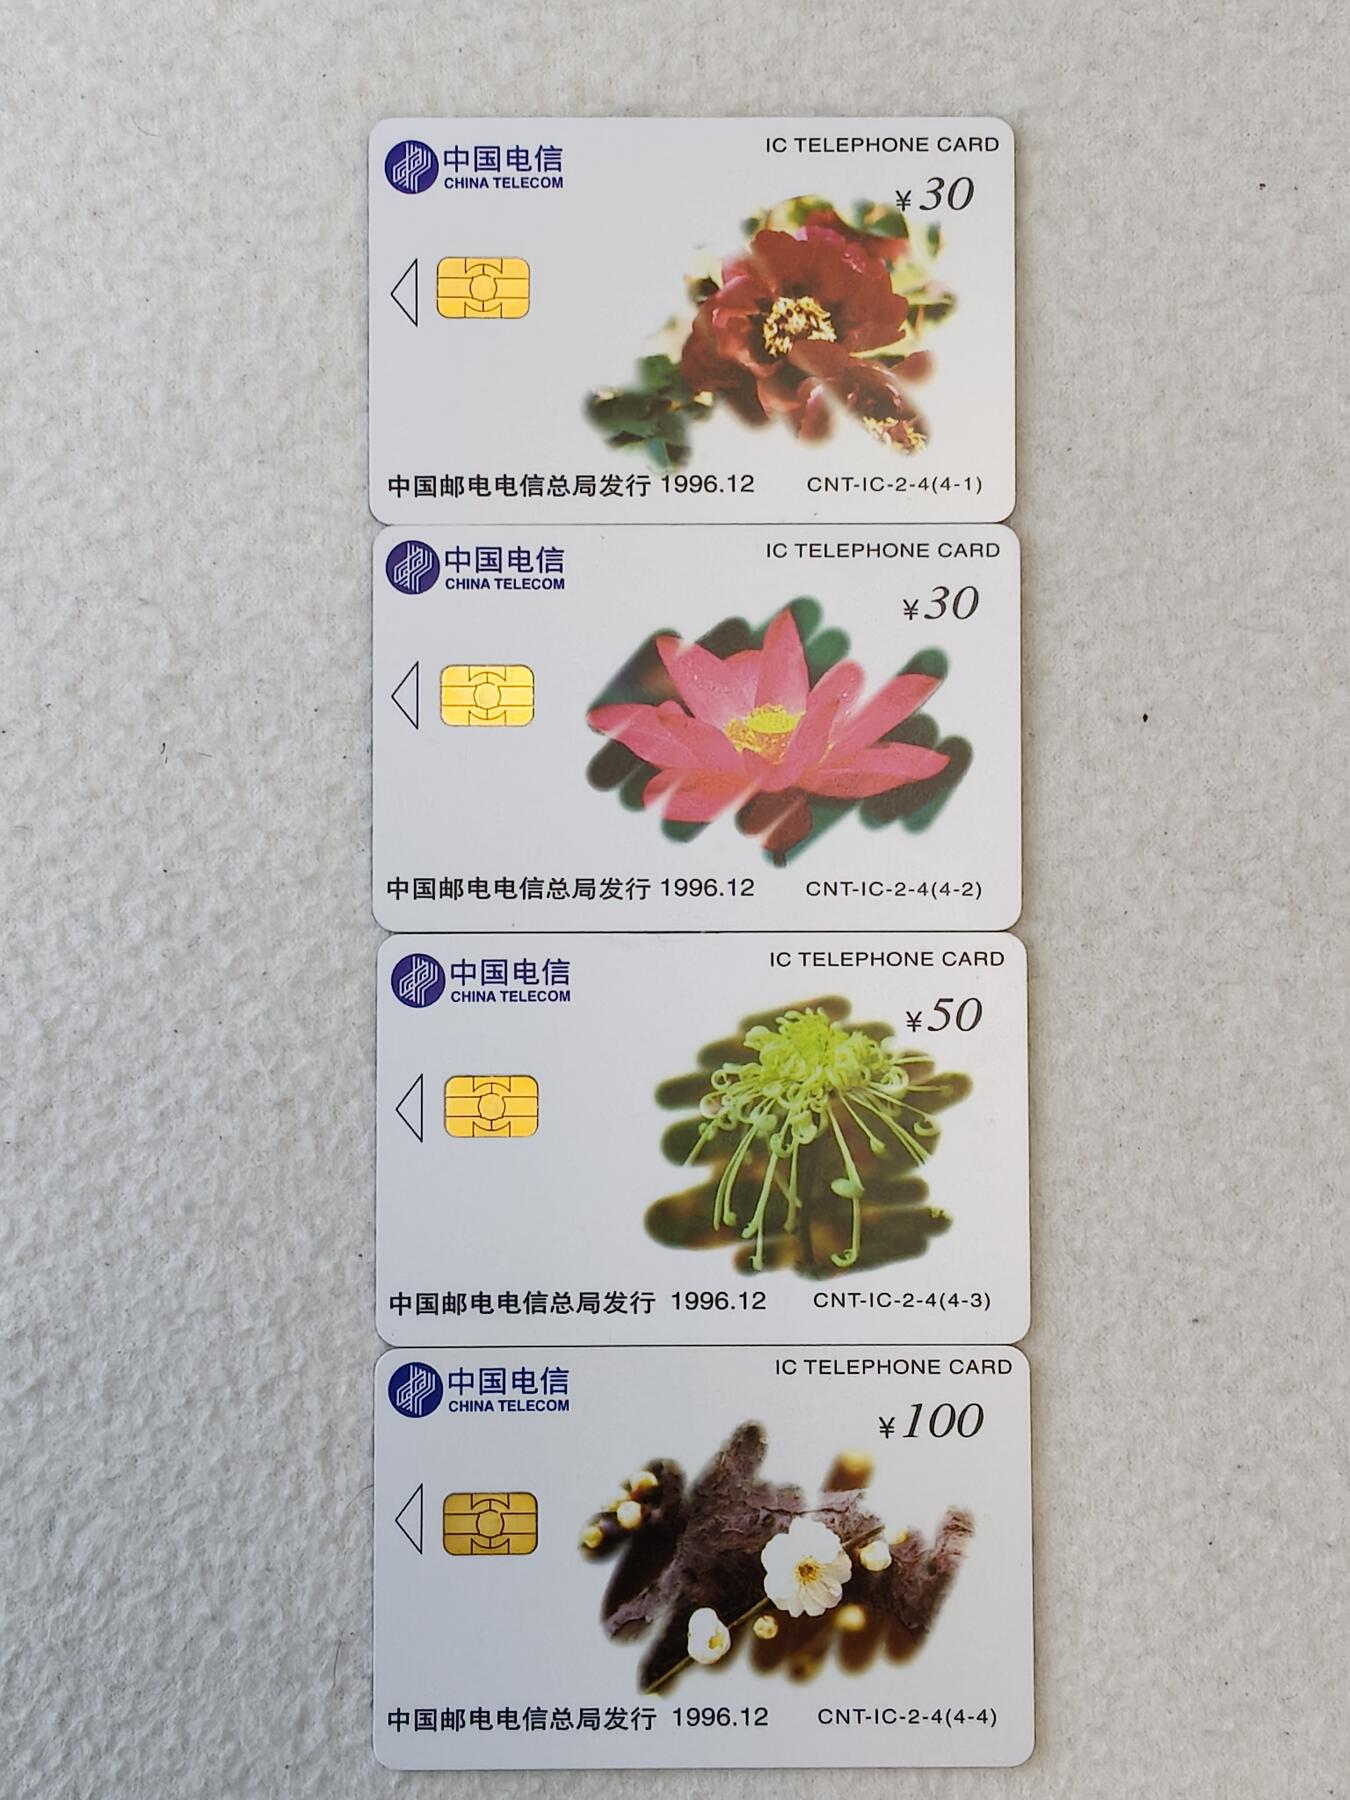 中国电信
CHINA TELECOM
IC TELEPHONE CARD
¥30
中国邮电电信总局发行 1996.12
CNT-IC-2-4(4-1)
中国电信
CHINA TELECOM
IC TELEPHONE CARD
¥30
中国邮电电信总局发行 1996.12
CNT-IC-2-4(4-2)
中国电信
CHINA TELECOM
IC TELEPHONE CARD
¥50
中国邮电电信总局发行 1996.12
CNT-IC-2-4(4-3)
中国电信
CHINA TELECOM
IC TELEPHONE CARD
¥100
中国邮电电信总局发行 1996.12
CNT-IC-2-4(4-4)